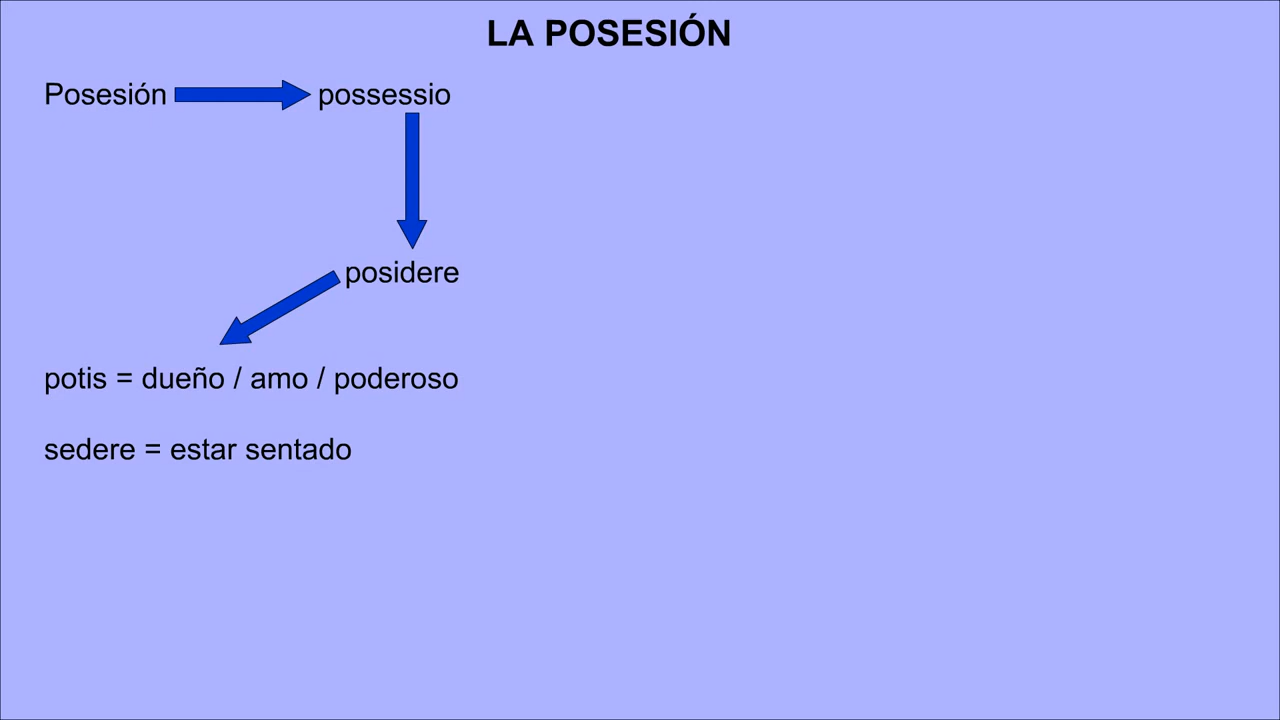 LA POSESIÓN
Posesión possessio
posidere
potis = dueño / amo / poderoso
sedere = estar sentado